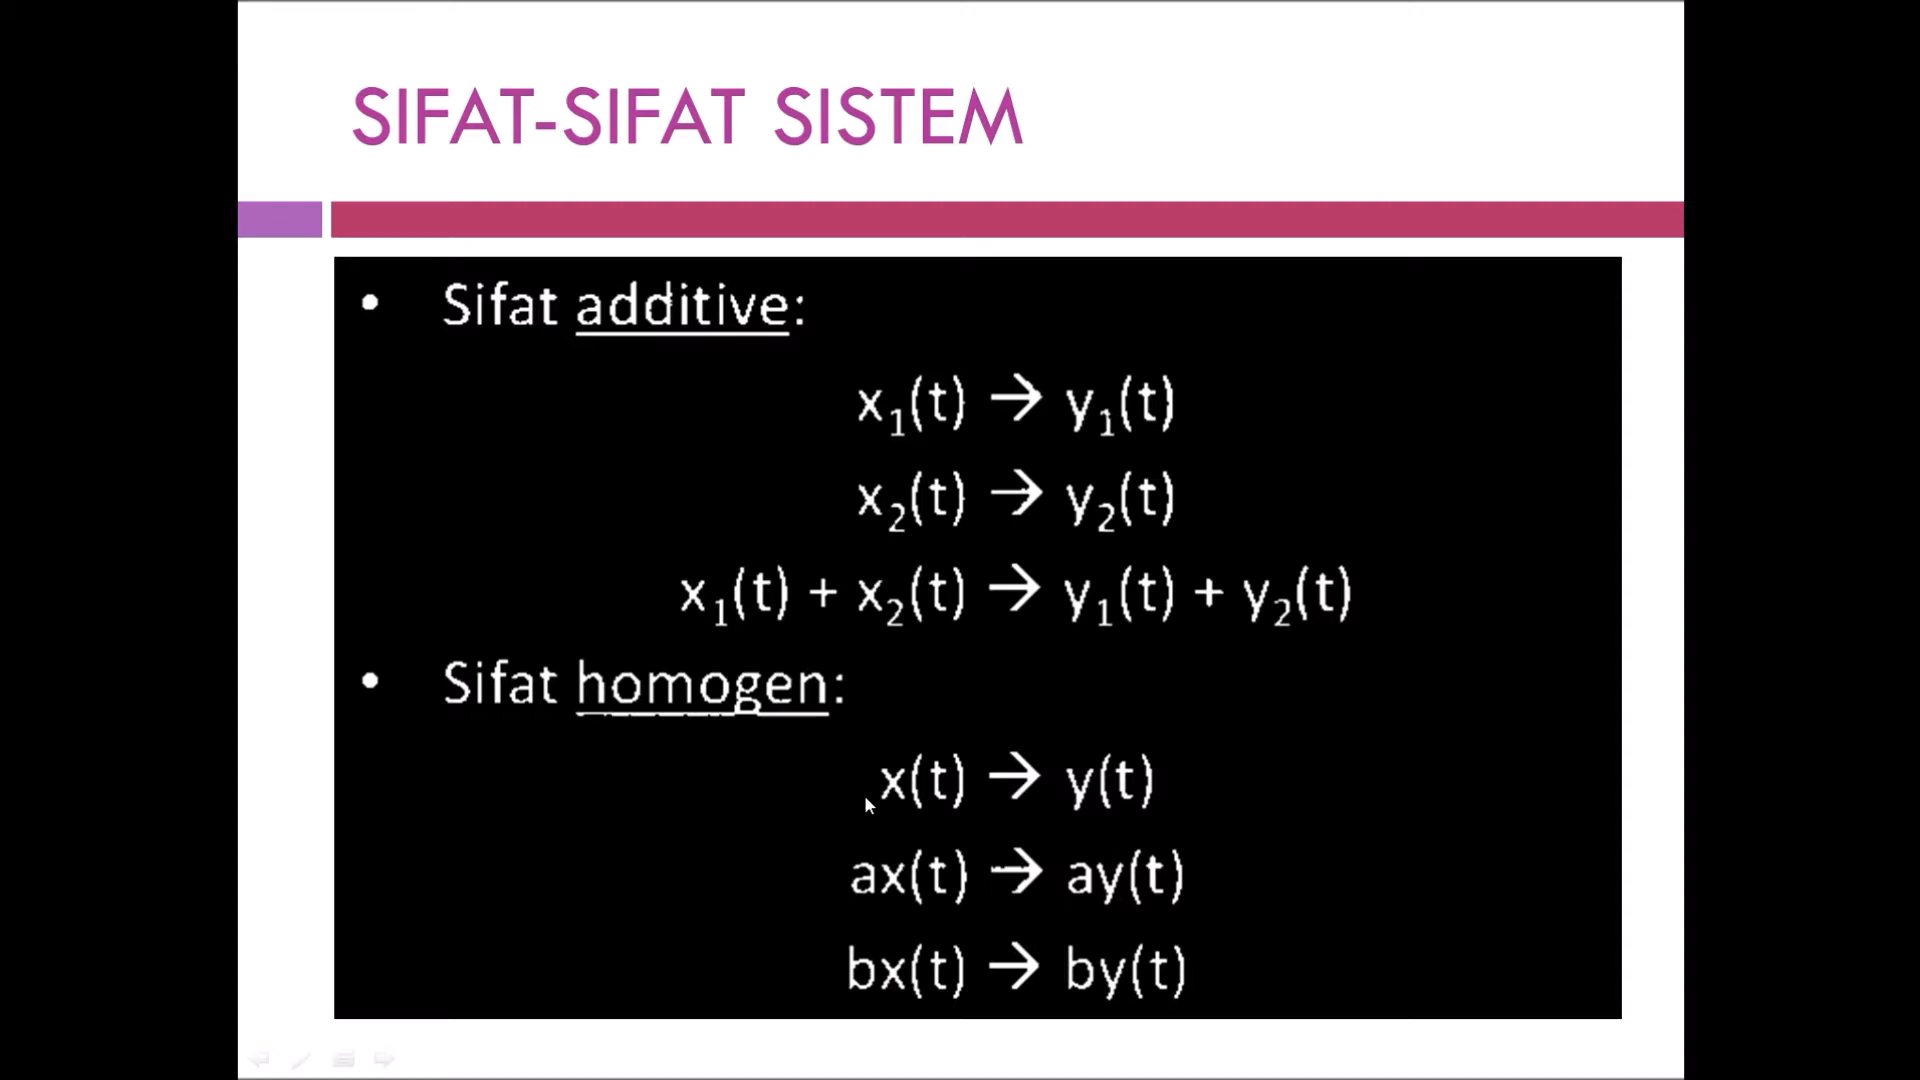 SIFAT-SIFAT SISTEM
• Sifat additive:
x₁(t) → y₁(t)
x₂(t) → y₂(t)
x₁(t) + x₂(t) → y₁(t) + y₂(t)
• Sifat homogen:
x(t) → y(t)
ax(t) → ay(t)
bx(t) → by(t)